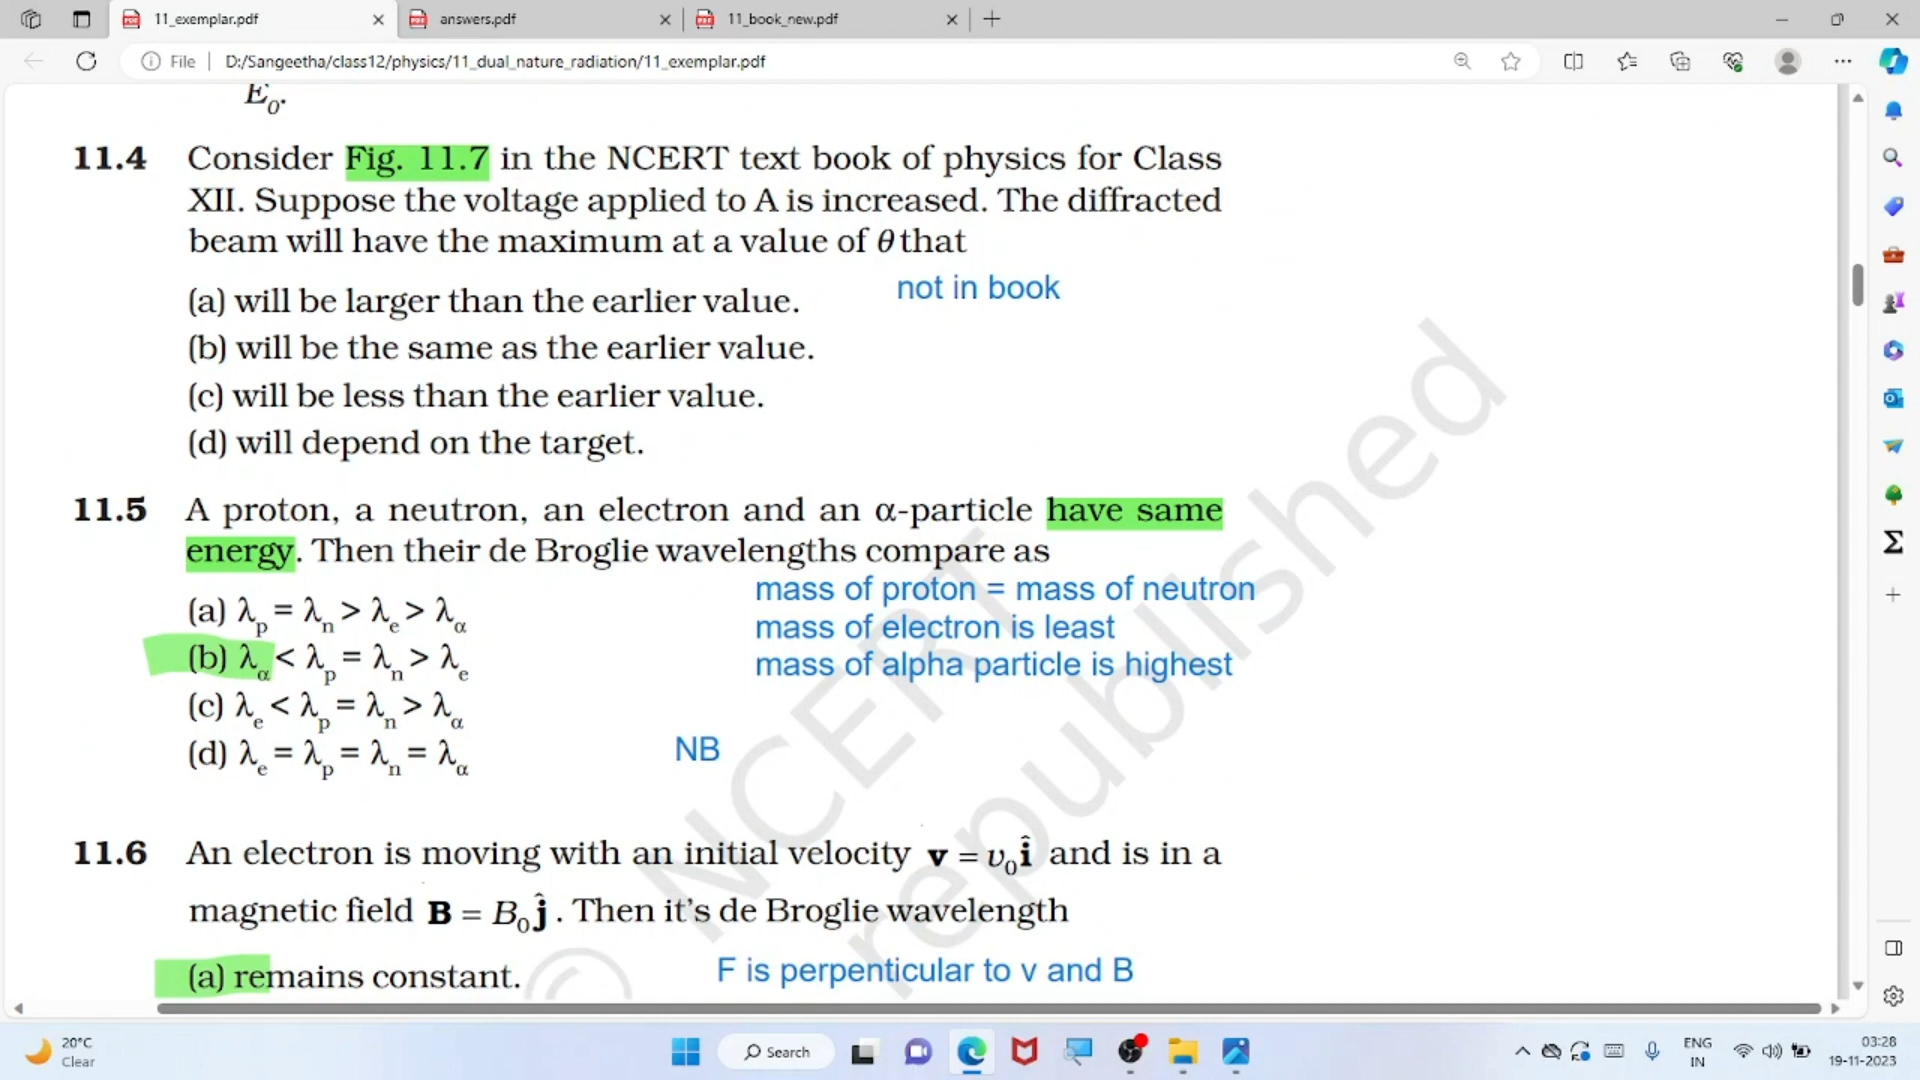 11_exemplar.pdf
answers.pdf
11_book_new.pdf
File
D:/Sangeetha/class12/physics/11_dual_nature_radiation/11_exemplar.pdf
E0.
11.4 Consider Fig. 11.7 in the NCERT text book of physics for Class
XII. Suppose the voltage applied to A is increased. The diffracted
beam will have the maximum at a value of θ that
not in book
(a) will be larger than the earlier value.
(b) will be the same as the earlier value.
(c) will be less than the earlier value.
(d) will depend on the target.
11.5 A proton, a neutron, an electron and an α-particle have same
energy. Then their de Broglie wavelengths compare as
mass of proton = mass of neutron
(a) λp = λn > λe > λα
mass of electron is least
(b) λα < λp = λn > λe
mass of alpha particle is highest
(c) λe < λp = λn > λα
(d) λe = λp = λn = λα
NB
11.6 An electron is moving with an initial velocity v = v0î and is in a
magnetic field B = B0ĵ. Then it's de Broglie wavelength
(a) remains constant.
F is perpenticular to v and B
© NCERT
republished
20°C
Clear
Search
ENG
IN
03:28
19-11-2023